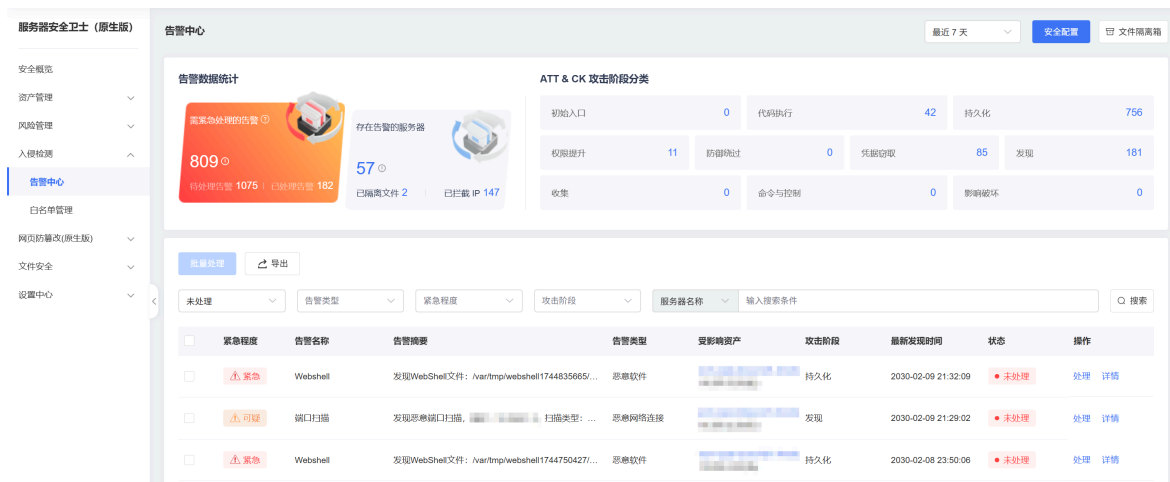 服务器安全卫士（原生版）
安全概览
资产管理
风险管理
入侵检测
告警中心
白名单管理
网页防篡改(原生版)
文件安全
设置中心
告警中心
最近 7 天
安全配置
文件隔离箱
告警数据统计
需紧急处理的告警
809
待处理告警 1075 已处理告警 182
存在告警的服务器
57
已隔离文件 2 已拦截 IP 147
ATT & CK 攻击阶段分类
初始入口 0 代码执行 42 持久化 756
权限提升 11 防御绕过 0 凭据窃取 85 发现 181
收集 0 命令与控制 0 影响破坏 0
批量处理 导出
未处理 告警类型 紧急程度 攻击阶段 服务器名称 输入搜索条件 搜索
紧急程度 告警名称 告警摘要 告警类型 受影响资产 攻击阶段 最新发现时间 状态 操作
紧急 Webshell 发现WebShell文件：/var/tmp/webshell1744835665/... 恶意软件 持久化 2030-02-09 21:32:09 未处理 处理 详情
可疑 端口扫描 发现恶意端口扫描, 扫描类型： ... 恶意网络连接 发现 2030-02-09 21:29:02 未处理 处理 详情
紧急 Webshell 发现WebShell文件：/var/tmp/webshell1744750427/... 恶意软件 持久化 2030-02-08 23:50:06 未处理 处理 详情